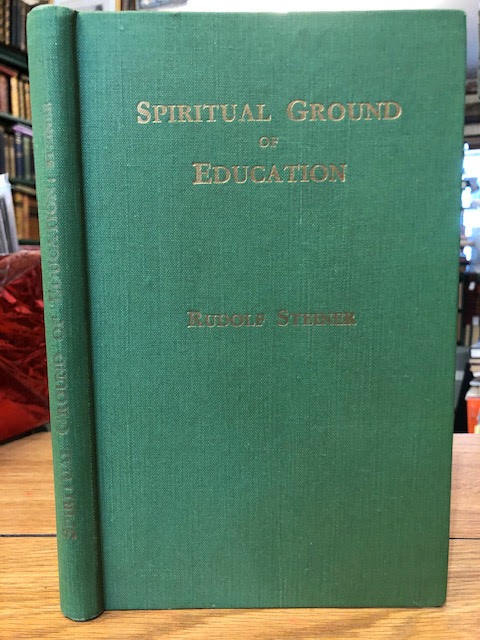 SPIRITUAL GROUND
OF
EDUCATION
RUDOLF STEINER
SPIRITUAL GROUND OF EDUCATION